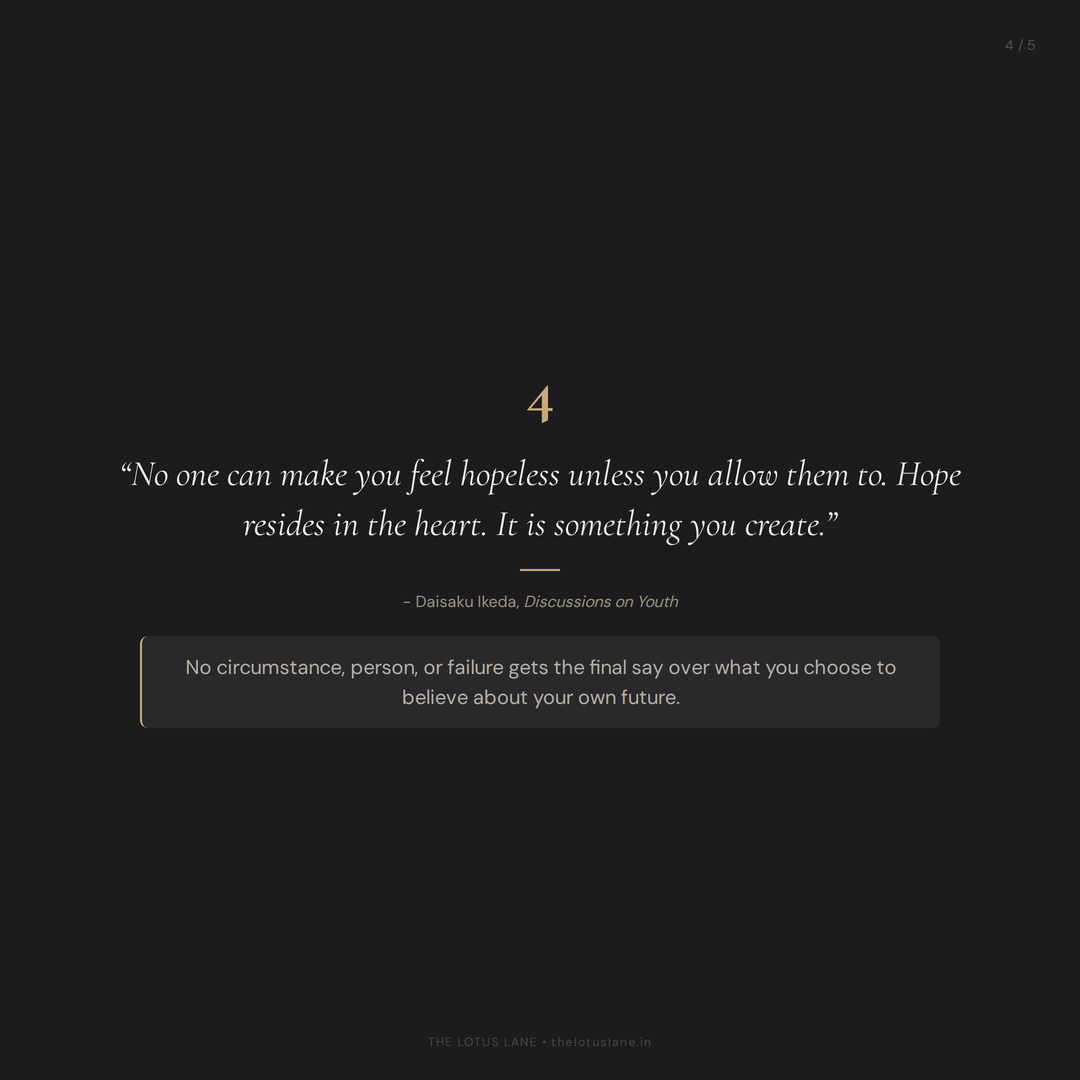 4 / 5
4
“No one can make you feel hopeless unless you allow them to. Hope
resides in the heart. It is something you create.”
– Daisaku Ikeda, Discussions on Youth
No circumstance, person, or failure gets the final say over what you choose to
believe about your own future.
THE LOTUS LANE • thelotuslane.in